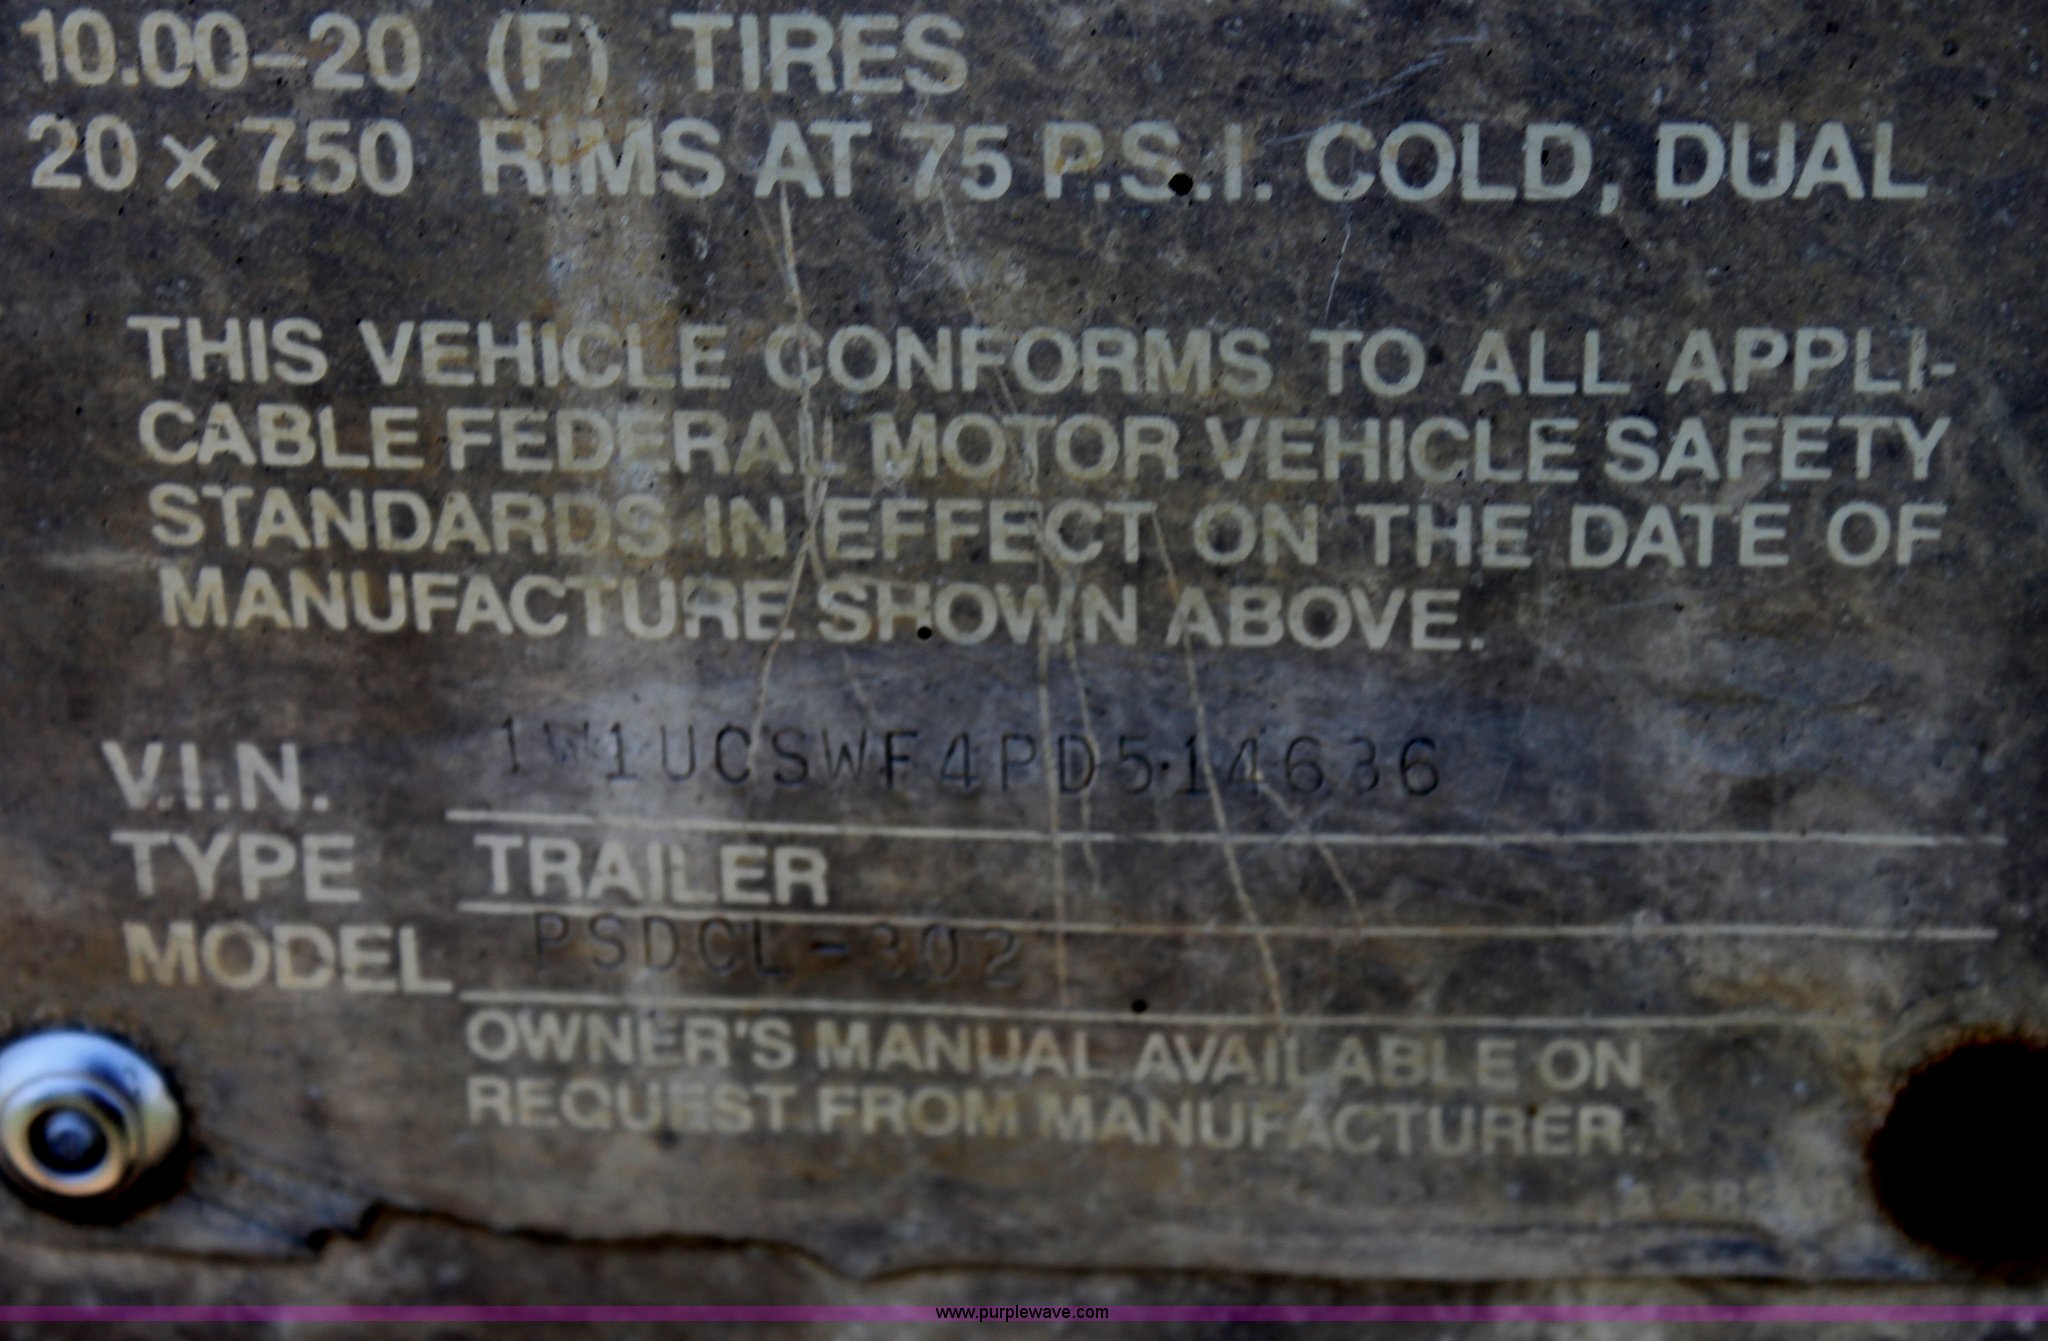 10.00-20 (F) TIRES
20 x 7.50 RIMS AT 75 P.S.I. COLD, DUAL
THIS VEHICLE CONFORMS TO ALL APPLI-
CABLE FEDERAL MOTOR VEHICLE SAFETY
STANDARDS IN EFFECT ON THE DATE OF
MANUFACTURE SHOWN ABOVE.
V.I.N. 1W1UCSWF4PD514636
TYPE TRAILER
MODEL PSDCL-302
OWNER'S MANUAL AVAILABLE ON
REQUEST FROM MANUFACTURER.
www.purplewave.com